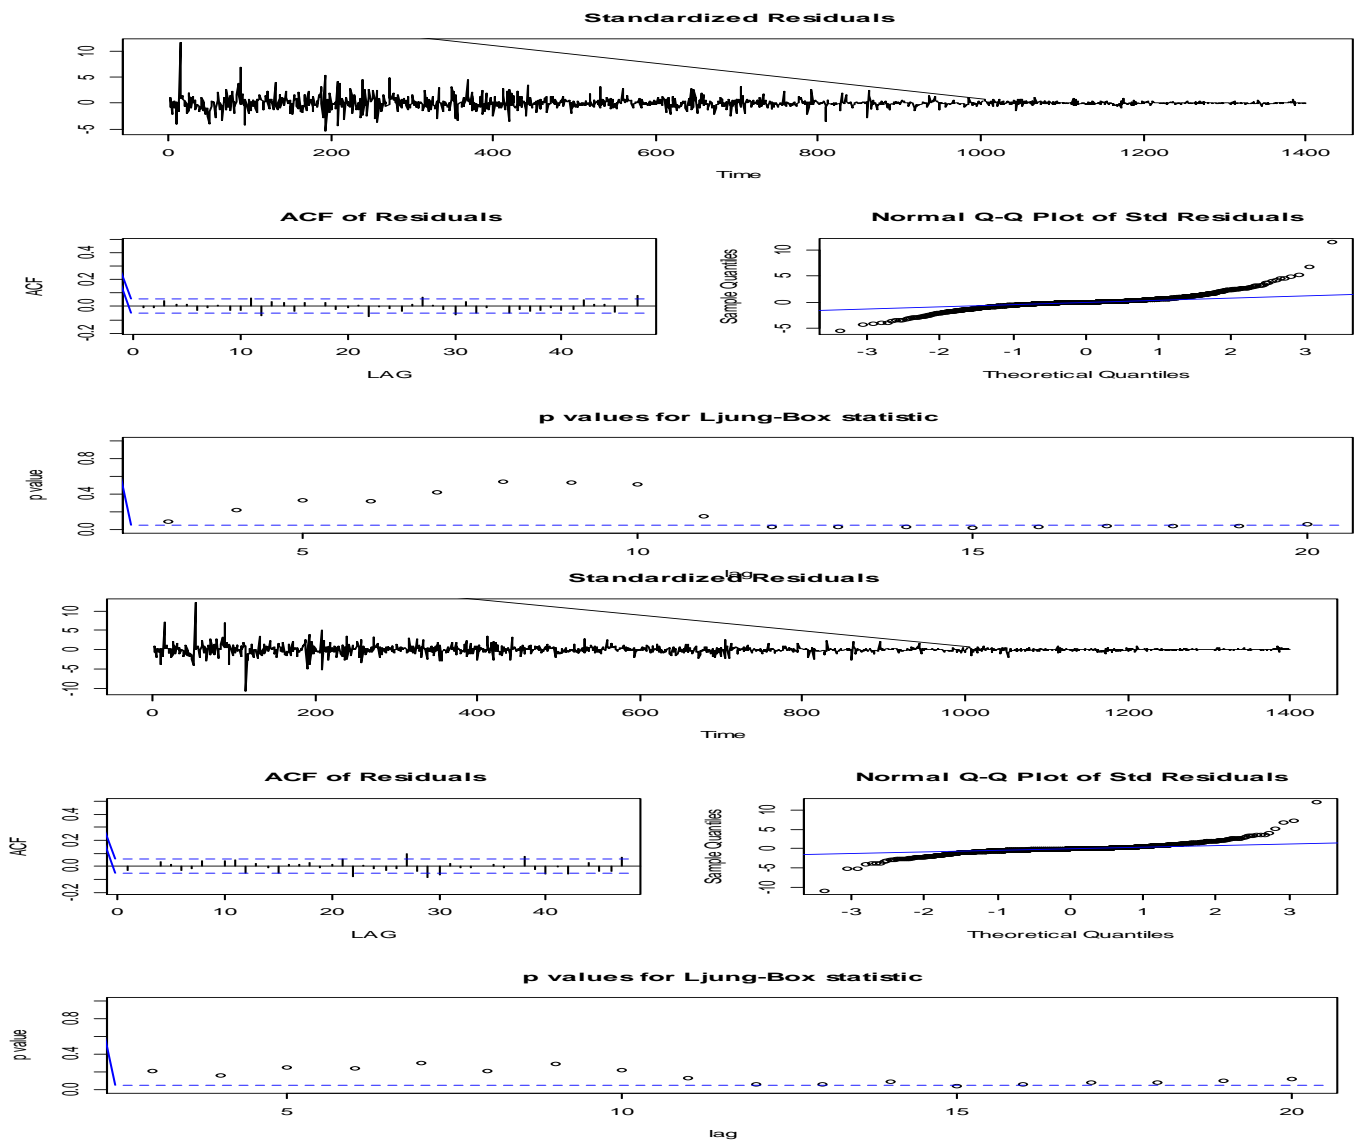 Standardized Residuals
-5 0 5 10
0 200 400 600 800 1000 1200 1400
Time
ACF of Residuals
ACF
-0.2 0.0 0.2 0.4
0 10 20 30 40
LAG
Normal Q-Q Plot of Std Residuals
Sample Quantiles
-5 0 5 10
-3 -2 -1 0 1 2 3
Theoretical Quantiles
p values for Ljung-Box statistic
p value
0.0 0.4 0.8
5 10 15 20
lag
Standardized Residuals
-10 -5 0 5 10
0 200 400 600 800 1000 1200 1400
Time
ACF of Residuals
ACF
-0.2 0.0 0.2 0.4
0 10 20 30 40
LAG
Normal Q-Q Plot of Std Residuals
Sample Quantiles
-10 -5 0 5 10
-3 -2 -1 0 1 2 3
Theoretical Quantiles
p values for Ljung-Box statistic
p value
0.0 0.4 0.8
5 10 15 20
lag